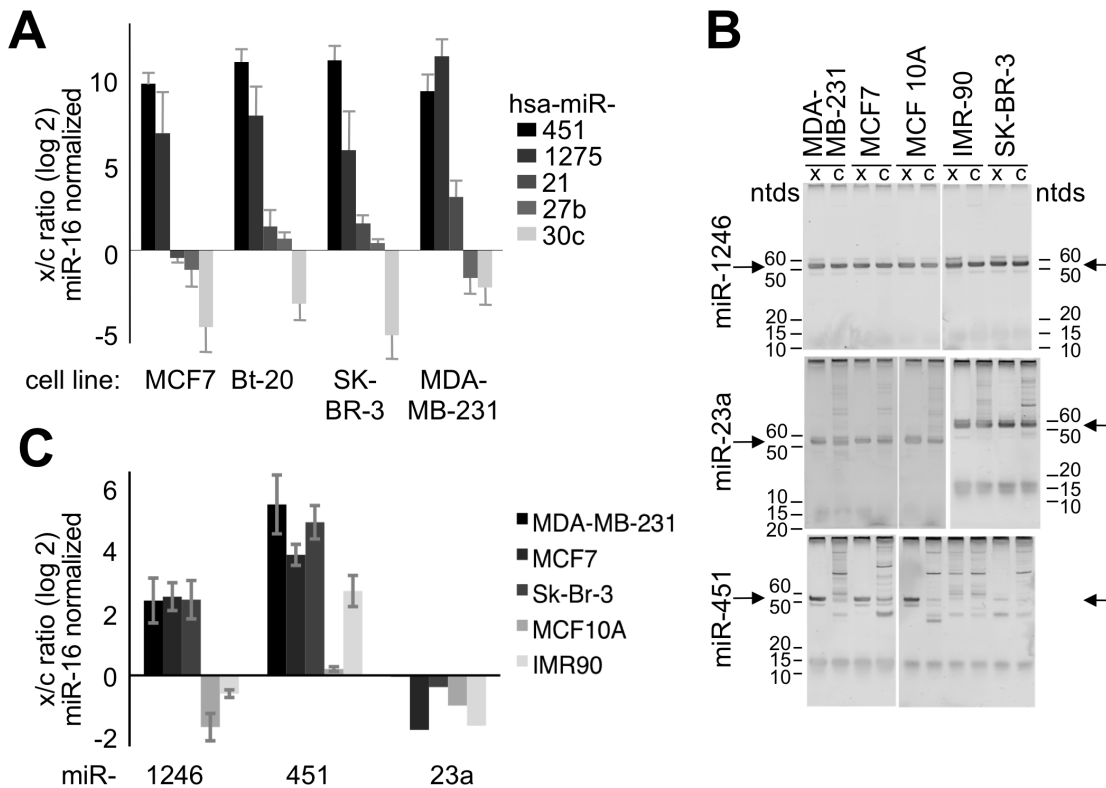 A
x/c ratio (log 2)
miR-16 normalized
10
5
0
-5
hsa-miR-
451
1275
21
27b
30c
cell line:
MCF7
Bt-20
SK-
BR-3
MDA-
MB-231
B
MDA-
MB-231
MCF7
MCF 10A
IMR-90
SK-BR-3
x c x c x c x c x c
ntds
ntds
miR-1246
60
50
20
15
10
60
50
20
15
10
miR-23a
60
50
10
15
20
60
50
20
15
10
miR-451
60
50
20
15
10
C
x/c ratio (log 2)
miR-16 normalized
6
4
2
0
-2
MDA-MB-231
MCF7
Sk-Br-3
MCF10A
IMR90
miR-
1246
451
23a